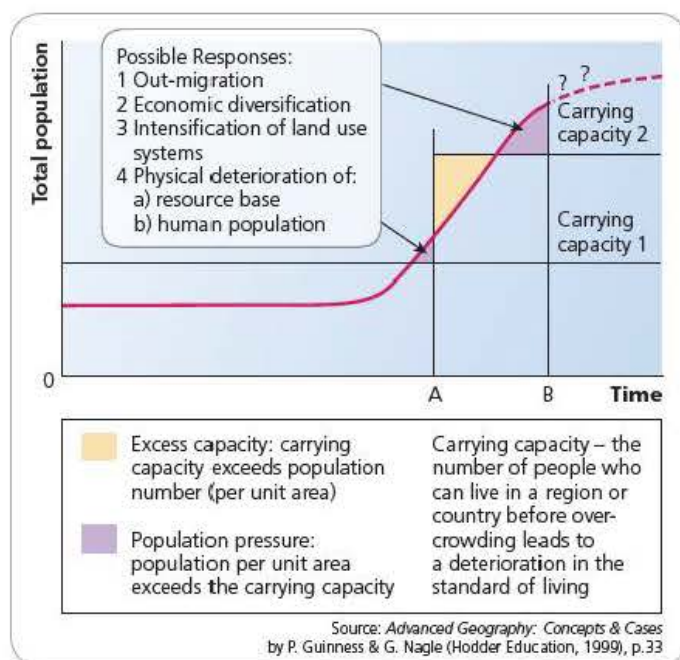 Total population
Possible Responses:
1 Out-migration
2 Economic diversification
3 Intensification of land use
systems
4 Physical deterioration of:
a) resource base
b) human population
? ?
Carrying
capacity 2
Carrying
capacity 1
0
A
B
Time
Excess capacity: carrying
capacity exceeds population
number (per unit area)
Population pressure:
population per unit area
exceeds the carrying capacity
Carrying capacity – the
number of people who
can live in a region or
country before over-
crowding leads to
a deterioration in the
standard of living
Source: Advanced Geography: Concepts & Cases
by P. Guinness & G. Nagle (Hodder Education, 1999), p.33